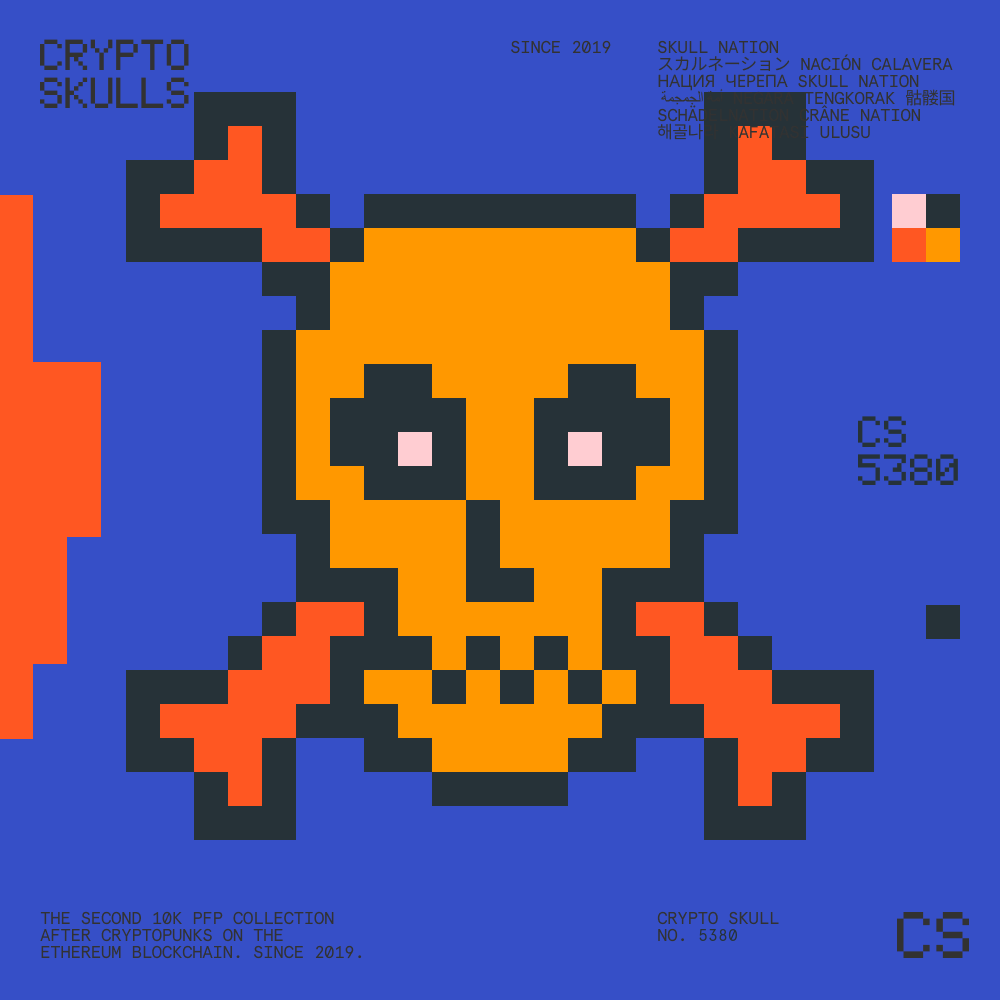 CRYPTO
SKULLS
SINCE 2019
SKULL NATION
スカルネーション NACIÓN CALAVERA
НАЦИЯ ЧЕРЕПА SKULL NATION
TENGKORAK 骷髅国
CRÂNE NATION
해골 ULUSU
CS
5380
THE SECOND 10K PFP COLLECTION
AFTER CRYPTOPUNKS ON THE
ETHEREUM BLOCKCHAIN. SINCE 2019.
CRYPTO SKULL
NO. 5380
CS